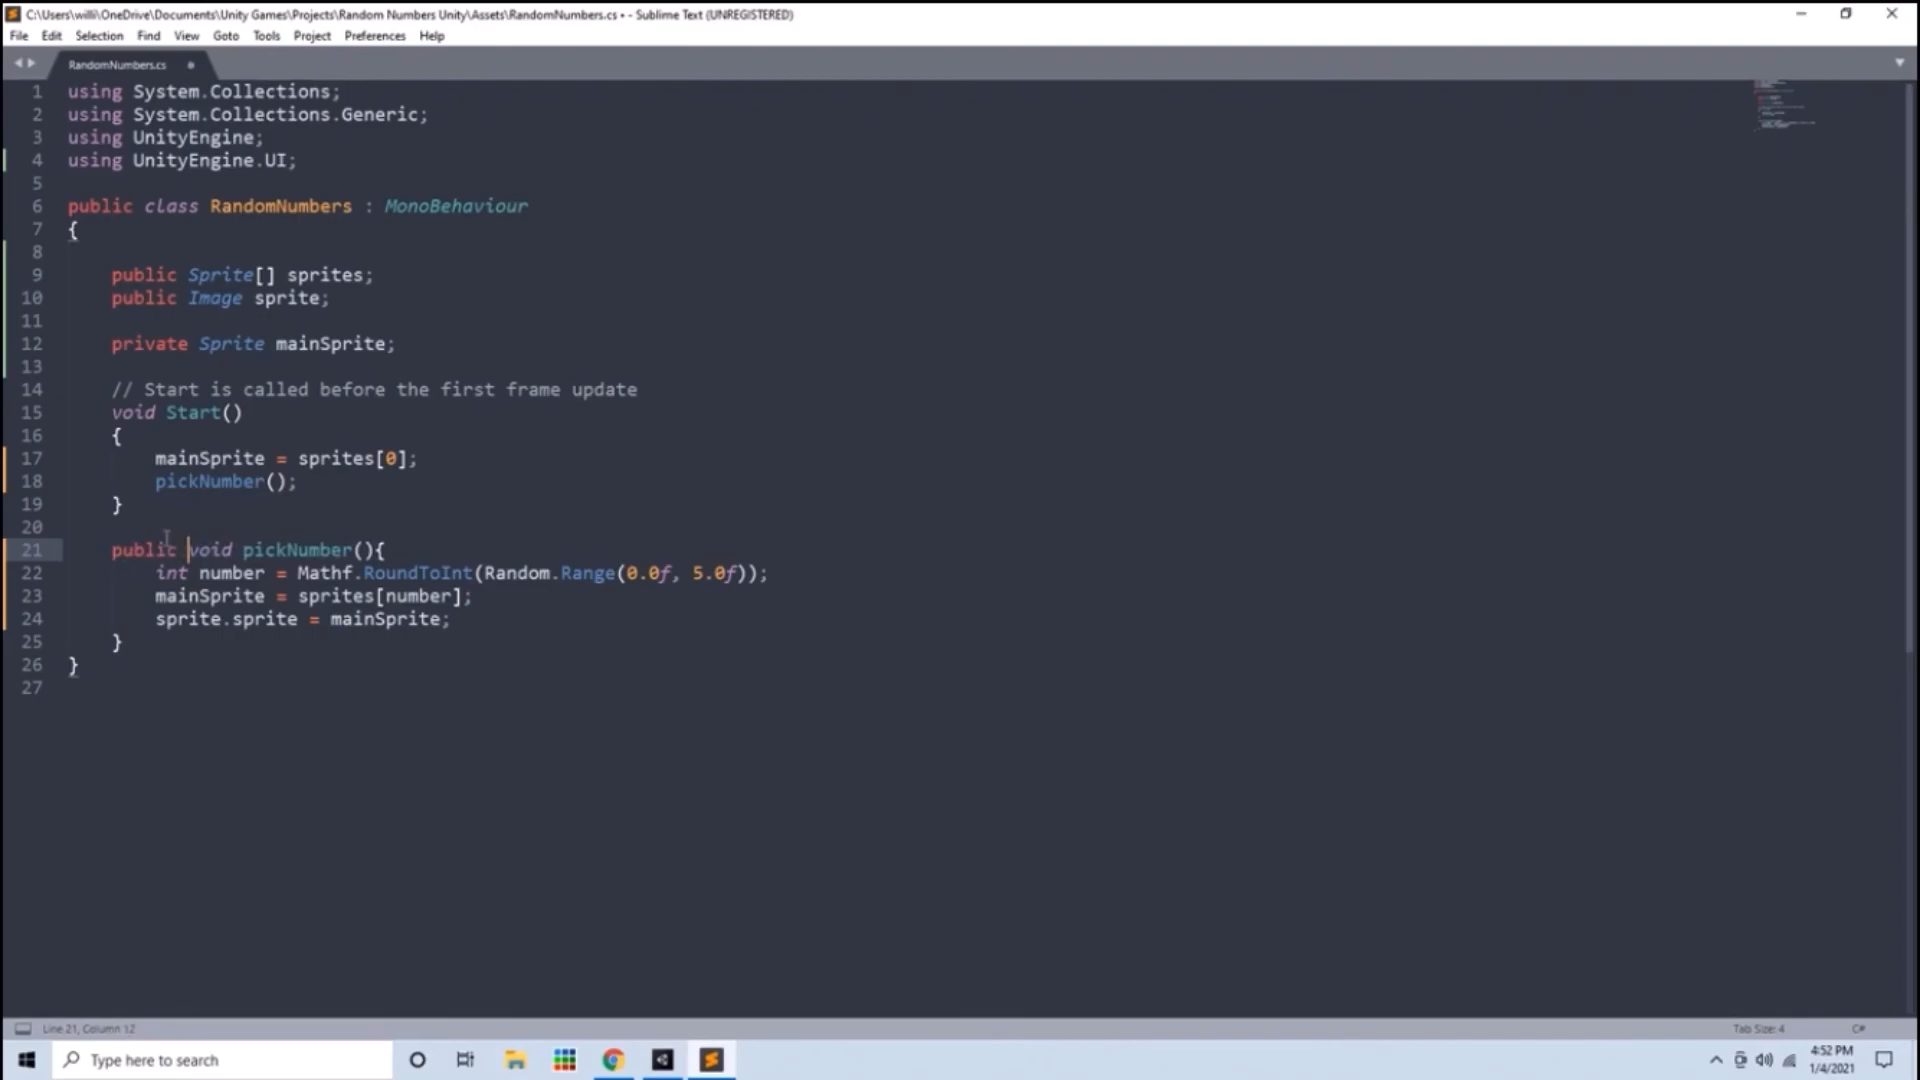 C:\Users\willi\OneDrive\Documents\Unity Games\Projects\Random Numbers Unity\Assets\RandomNumbers.cs • - Sublime Text (UNREGISTERED)
File Edit Selection Find View Goto Tools Project Preferences Help
RandomNumbers.cs
1 using System.Collections;
2 using System.Collections.Generic;
3 using UnityEngine;
4 using UnityEngine.UI;
5
6 public class RandomNumbers : MonoBehaviour
7 {
8
9 public Sprite[] sprites;
10 public Image sprite;
11
12 private Sprite mainSprite;
13
14 // Start is called before the first frame update
15 void Start()
16 {
17 mainSprite = sprites[0];
18 pickNumber();
19 }
20
21 public void pickNumber(){
22 int number = Mathf.RoundToInt(Random.Range(0.0f, 5.0f));
23 mainSprite = sprites[number];
24 sprite.sprite = mainSprite;
25 }
26 }
27
Line 21, Column 12 Tab Size: 4 C#
Type here to search 4:52 PM
1/4/2021